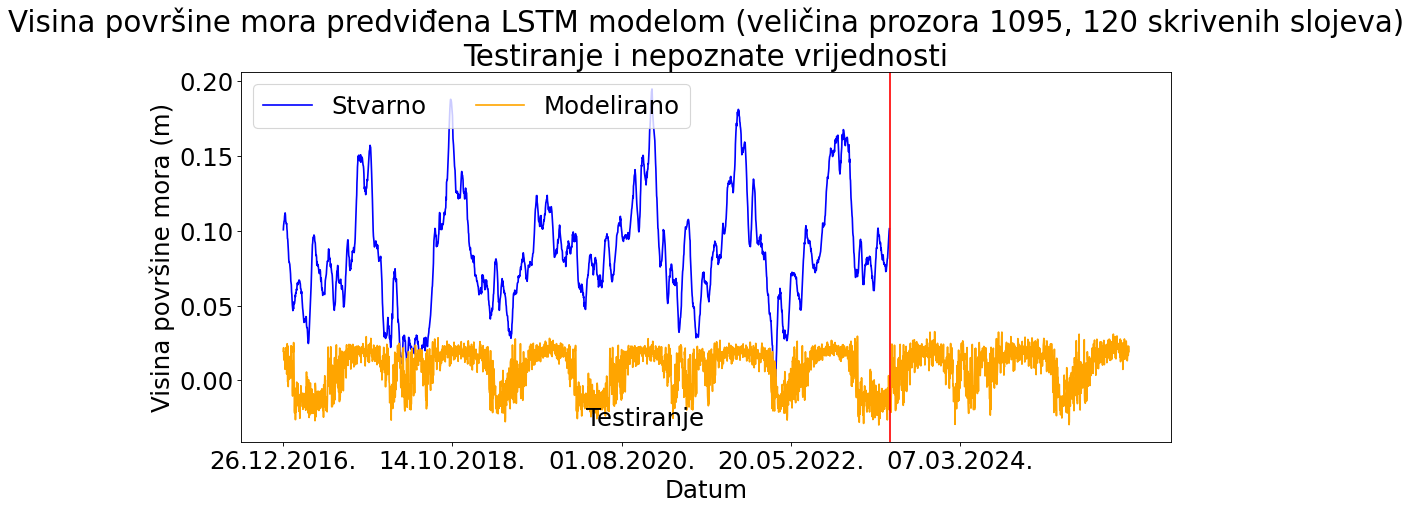 Visina površine mora predviđena LSTM modelom (veličina prozora 1095, 120 skrivenih slojeva)
Testiranje i nepoznate vrijednosti
Stvarno
Modelirano
0.20
0.15
0.10
0.05
0.00
Visina površine mora (m)
Testiranje
26.12.2016.
14.10.2018.
01.08.2020.
20.05.2022.
07.03.2024.
Datum